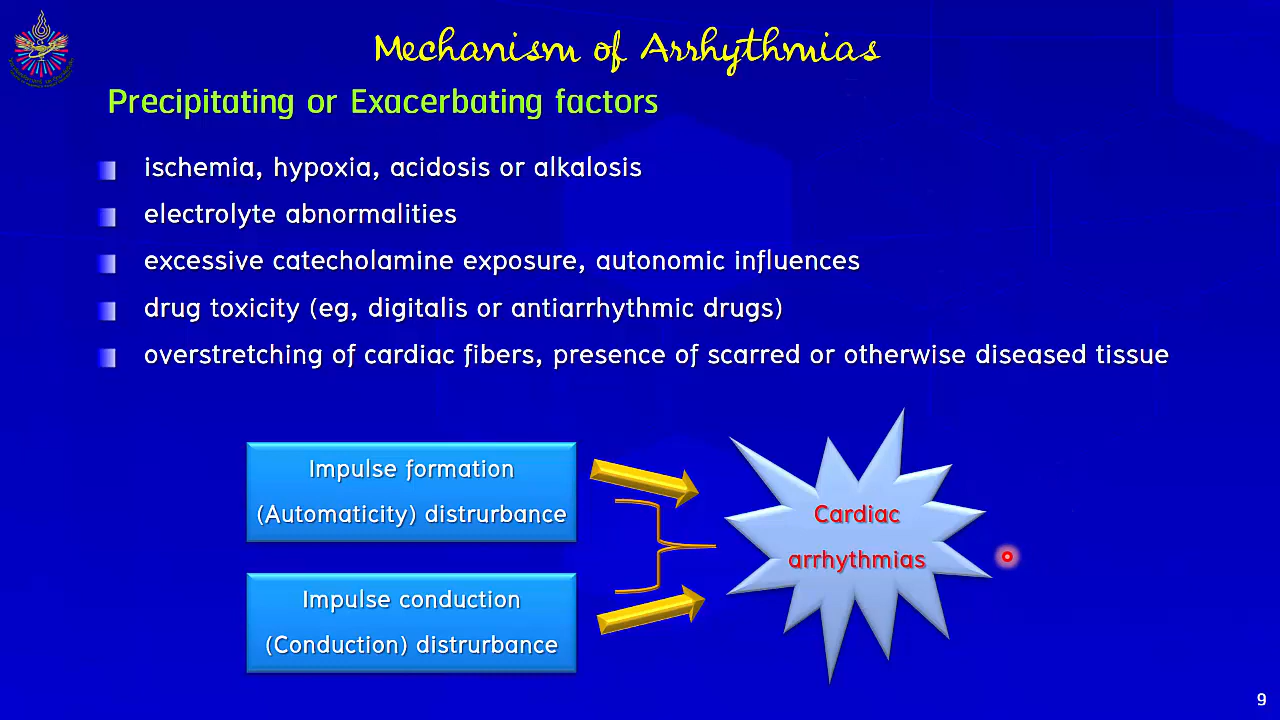 Mechanism of Arrhythmias
Precipitating or Exacerbating factors
ischemia, hypoxia, acidosis or alkalosis
electrolyte abnormalities
excessive catecholamine exposure, autonomic influences
drug toxicity (eg, digitalis or antiarrhythmic drugs)
overstretching of cardiac fibers, presence of scarred or otherwise diseased tissue
Impulse formation
(Automaticity) distrurbance
Impulse conduction
(Conduction) distrurbance
Cardiac
arrhythmias
9